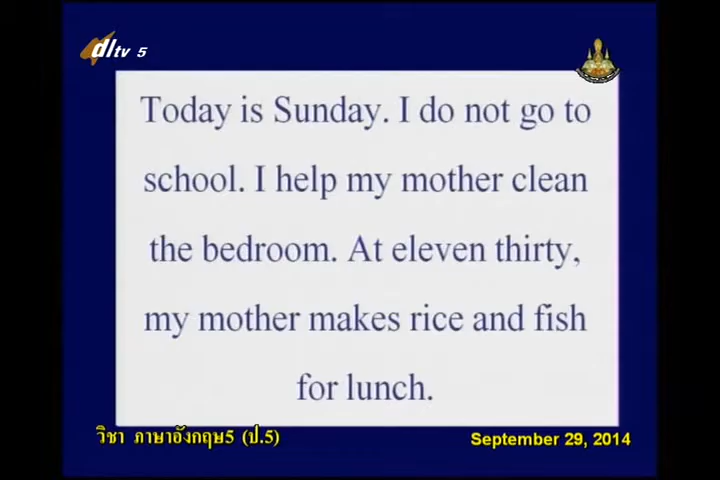 dltv 5
Today is Sunday. I do not go to
school. I help my mother clean
the bedroom. At eleven thirty,
my mother makes rice and fish
for lunch.
วิชา ภาษาอังกฤษ5 (ป.5)
September 29, 2014